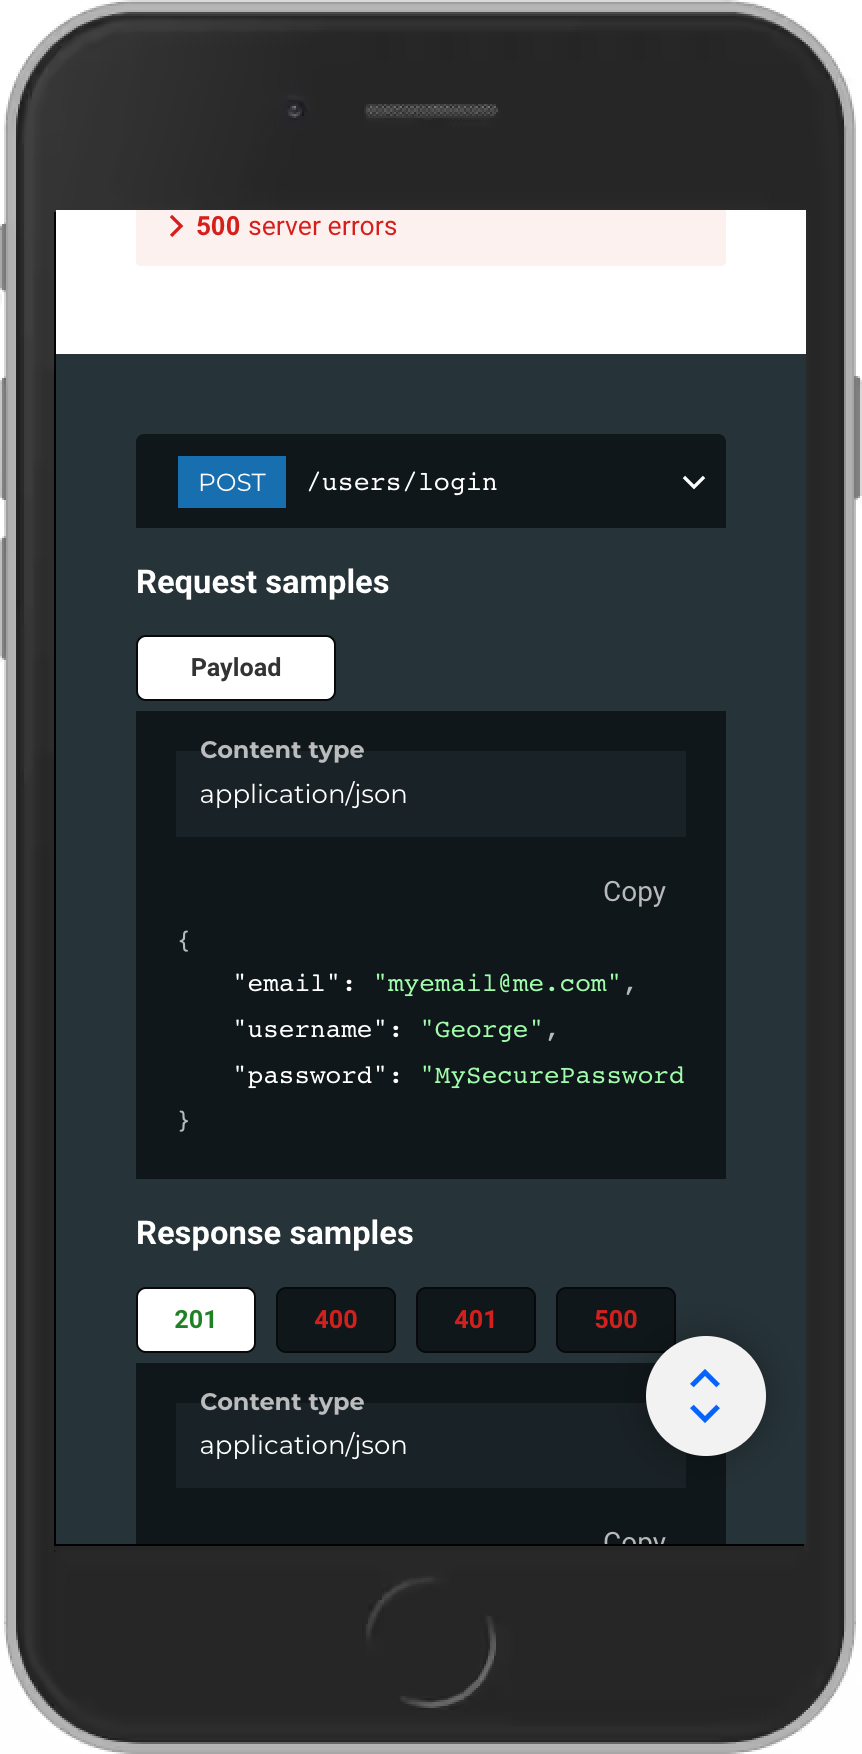 500 server errors
POST /users/login
Request samples
Payload
Content type
application/json
Copy
{
"email": "myemail@me.com",
"username": "George",
"password": "MySecurePassword
}
Response samples
201 400 401 500
Content type
application/json
Copy